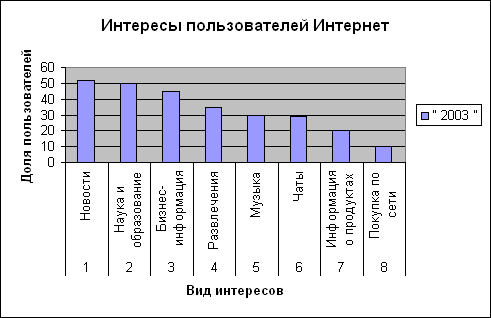 Интересы пользователей Интернет
Доля пользователей
60
50
40
30
20
10
0
" 2003 "
Новости
Наука и
образование
Бизнес-
информация
Развлечения
Музыка
Чаты
Информация
о продуктах
Покупка по
сети
1 2 3 4 5 6 7 8
Вид интересов